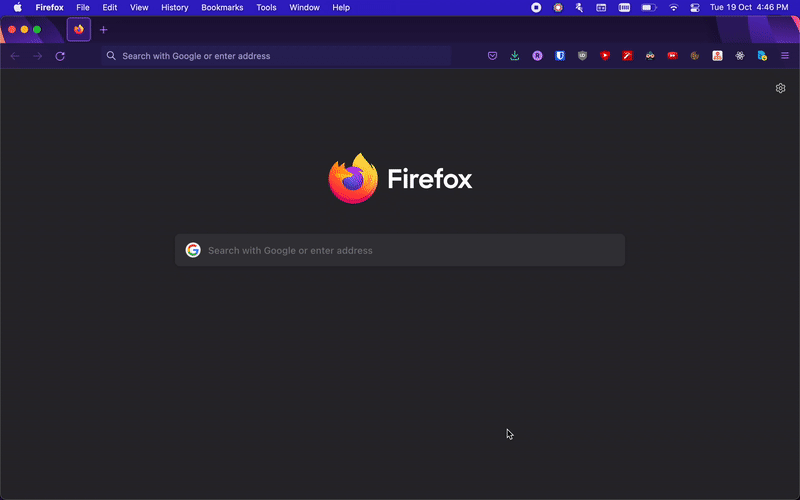 Firefox File Edit View History Bookmarks Tools Window Help Tue 19 Oct 4:46 PM
Search with Google or enter address
Firefox
Search with Google or enter address